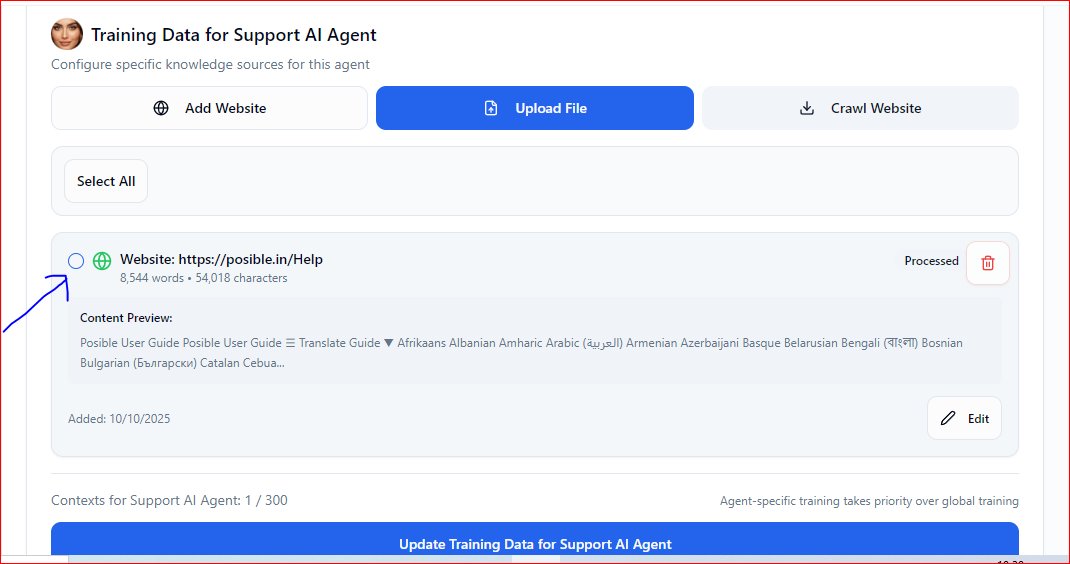 Training Data for Support AI Agent
Configure specific knowledge sources for this agent
Add Website
Upload File
Crawl Website
Select All
Website: https://posible.in/Help
Processed
8,544 words • 54,018 characters
Content Preview:
Posible User Guide Posible User Guide ☰ Translate Guide ▼ Afrikaans Albanian Amharic Arabic (العربية) Armenian Azerbaijani Basque Belarusian Bengali (বাংলা) Bosnian
Bulgarian (Български) Catalan Cebua...
Added: 10/10/2025
Edit
Contexts for Support AI Agent: 1 / 300
Agent-specific training takes priority over global training
Update Training Data for Support AI Agent